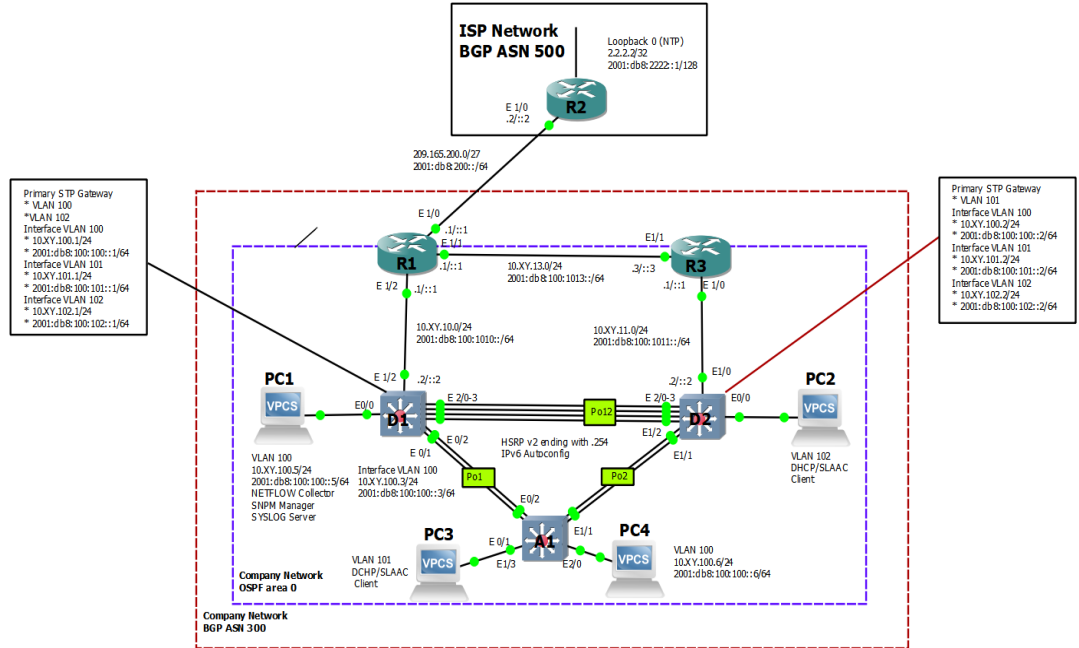 ISP Network
BGP ASN 500
Loopback 0 (NTP)
2.2.2.2/32
2001:db8:2222::1/128
E 1/0
.2/::2
R2
209.165.200.0/27
2001:db8:200::/64
Primary STP Gateway
* VLAN 100
*VLAN 102
Interface VLAN 100
* 10.XY.100.1/24
* 2001:db8:100:100::1/64
Interface VLAN 101
* 10.XY.101.1/24
* 2001:db8:100:101::1/64
Interface VLAN 102
* 10.XY.102.1/24
* 2001:db8:100:102::1/64
Primary STP Gateway
* VLAN 101
Interface VLAN 100
* 10.XY.100.2/24
* 2001:db8:100:100::2/64
Interface VLAN 101
* 10.XY.101.2/24
* 2001:db8:100:101::2/64
Interface VLAN 102
* 10.XY.102.2/24
* 2001:db8:100:102::2/64
E 1/0
.1/::1
E 1/1
R1
.1/::1
E 1/2
.1/::1
10.XY.13.0/24
2001:db8:100:1013::/64
E1/1
.3/::3
R3
.1/::1
E 1/0
10.XY.10.0/24
2001:db8:100:1010::/64
10.XY.11.0/24
2001:db8:100:1011::/64
E 1/2
.2/::2
.2/::2
E1/0
PC1
VPCS
E0/0
D1
E 2/0-3
Po12
E 2/0-3
D2
E0/0
PC2
VPCS
E 0/2
E 0/1
HSRP v2 ending with .254
IPv6 Autoconfig
E1/2
E1/1
VLAN 100
10.XY.100.5/24
2001:db8:100:100::5/64
NETFLOW Collector
SNPM Manager
SYSLOG Server
Interface VLAN 100
10.XY.100.3/24
2001:db8:100:100::3/64
Po1
Po2
VLAN 102
DHCP/SLAAC
Client
E0/2
E1/1
A1
PC3
VPCS
E 0/1
E1/3
VLAN 101
DCHP/SLAAC
Client
E2/0
PC4
VPCS
VLAN 100
10.XY.100.6/24
2001:db8:100:100::6/64
Company Network
OSPF area 0
Company Network
BGP ASN 300